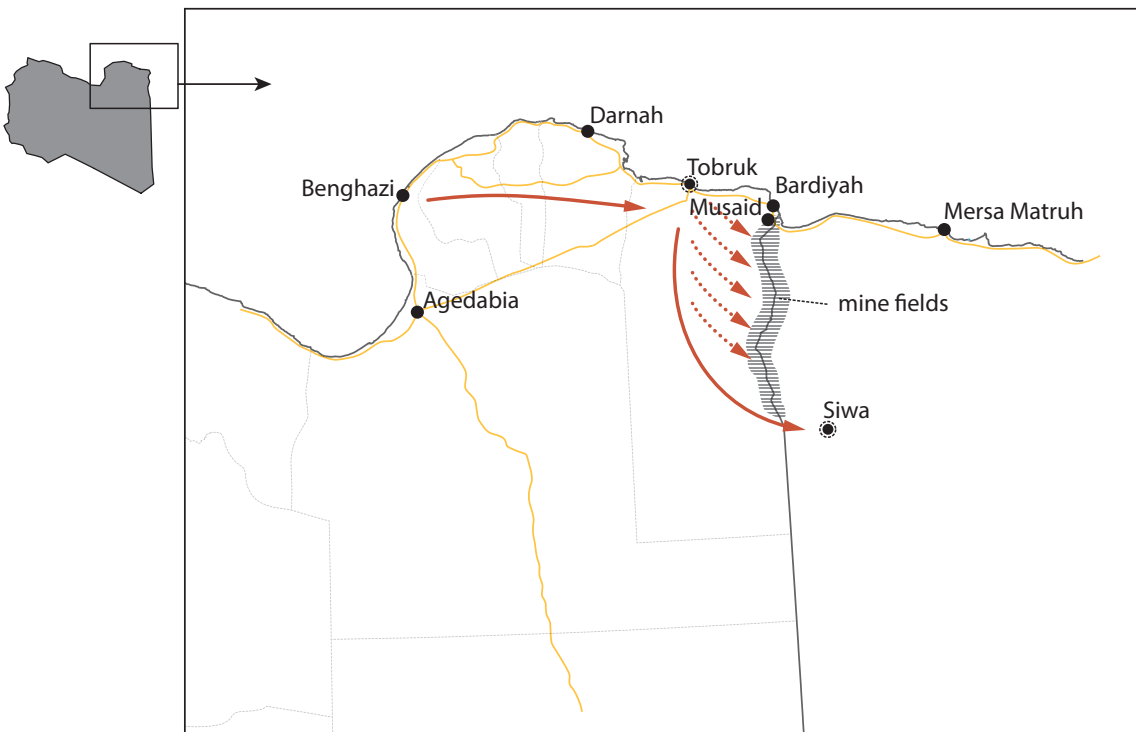 Darnah
Tobruk
Benghazi
Bardiyah
Musaid
Mersa Matruh
Agedabia
mine fields
Siwa